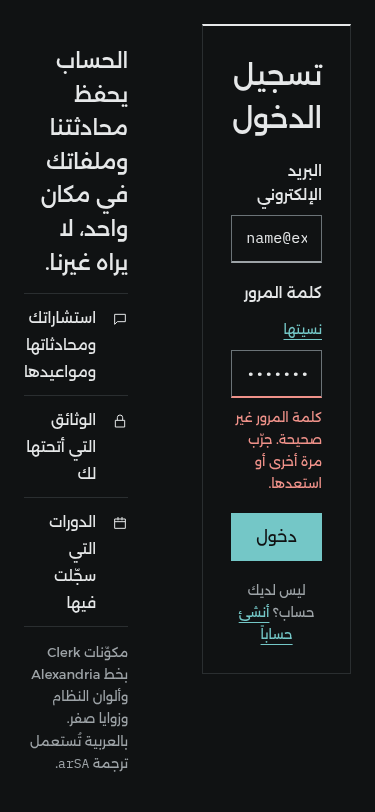 تسجيل
الدخول
البريد
الإلكتروني
name@ex
كلمة المرور
نسيتها
كلمة المرور غير
صحيحة. جرّب
مرة أخرى أو
استعدها.
دخول
ليس لديك
حساب؟ أنشئ
حساباً
الحساب
يحفظ
محادثتنا
وملفاتك
في مكان
واحد، لا
يراه غيرنا.
استشاراتك
ومحادثاتها
ومواعيدها
الوثائق
التي أتحتها
لك
الدورات
التي
سجّلت
فيها
مكوّنات Clerk
بخط Alexandria
وألوان النظام
وزوايا صفر.
بالعربية تُستعمل
ترجمة arSA.